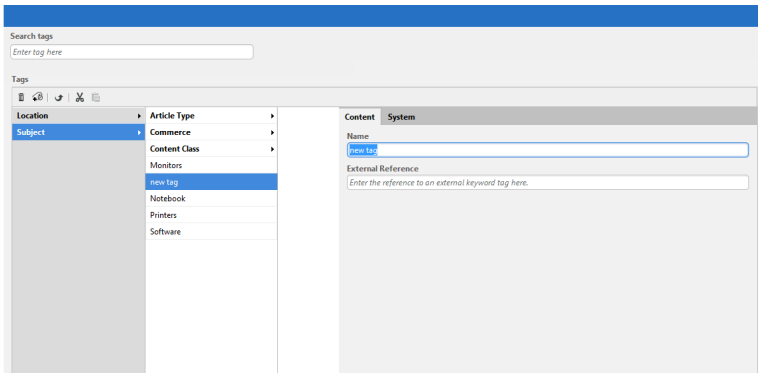 Search tags
Enter tag here
Tags
Location
Subject
Article Type
Commerce
Content Class
Monitors
new tag
Notebook
Printers
Software
Content System
Name
new tag
External Reference
Enter the reference to an external keyword tag here.